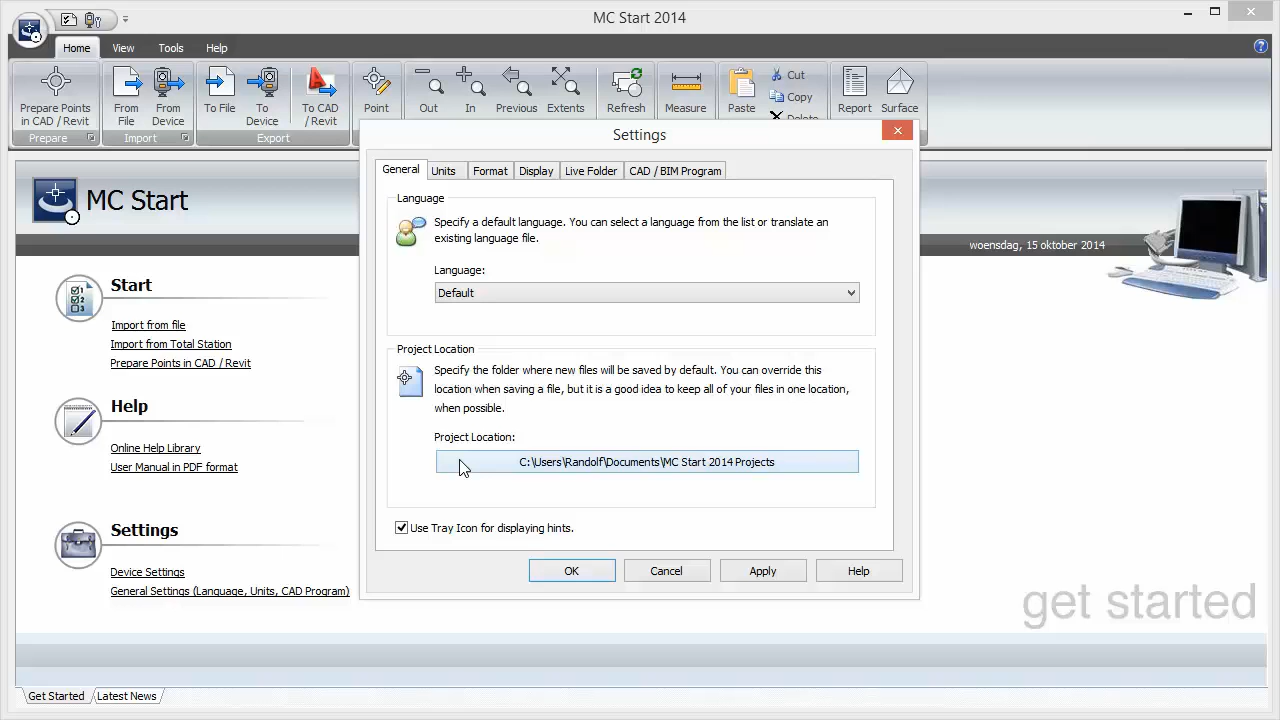 MC Start 2014
Home View Tools Help
Prepare Points in CAD / Revit
From File
From Device
To File
To Device
To CAD / Revit
Point
Out
In
Previous
Extents
Refresh
Measure
Paste
Cut
Copy
Delete
Report
Surface
Prepare
Import
Export
Settings
General Units Format Display Live Folder CAD / BIM Program
Language
Specify a default language. You can select a language from the list or translate an
existing language file.
Language:
Default
Project Location
Specify the folder where new files will be saved by default. You can override this
location when saving a file, but it is a good idea to keep all of your files in one location,
when possible.
Project Location:
C:\Users\Randolf\Documents\MC Start 2014 Projects
Use Tray Icon for displaying hints.
OK Cancel Apply Help
MC Start
woensdag, 15 oktober 2014
Start
Import from file
Import from Total Station
Prepare Points in CAD / Revit
Help
Online Help Library
User Manual in PDF format
Settings
Device Settings
General Settings (Language, Units, CAD Program)
get started
Get Started Latest News